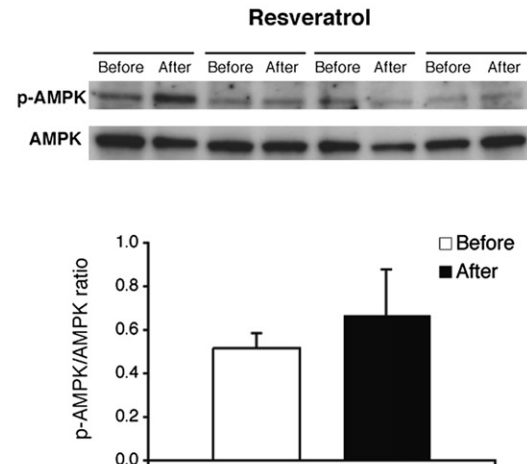 Resveratrol
Before After Before After Before After Before After
p-AMPK
AMPK
p-AMPK/AMPK ratio
1.0
0.8
0.6
0.4
0.2
0.0
Before
After